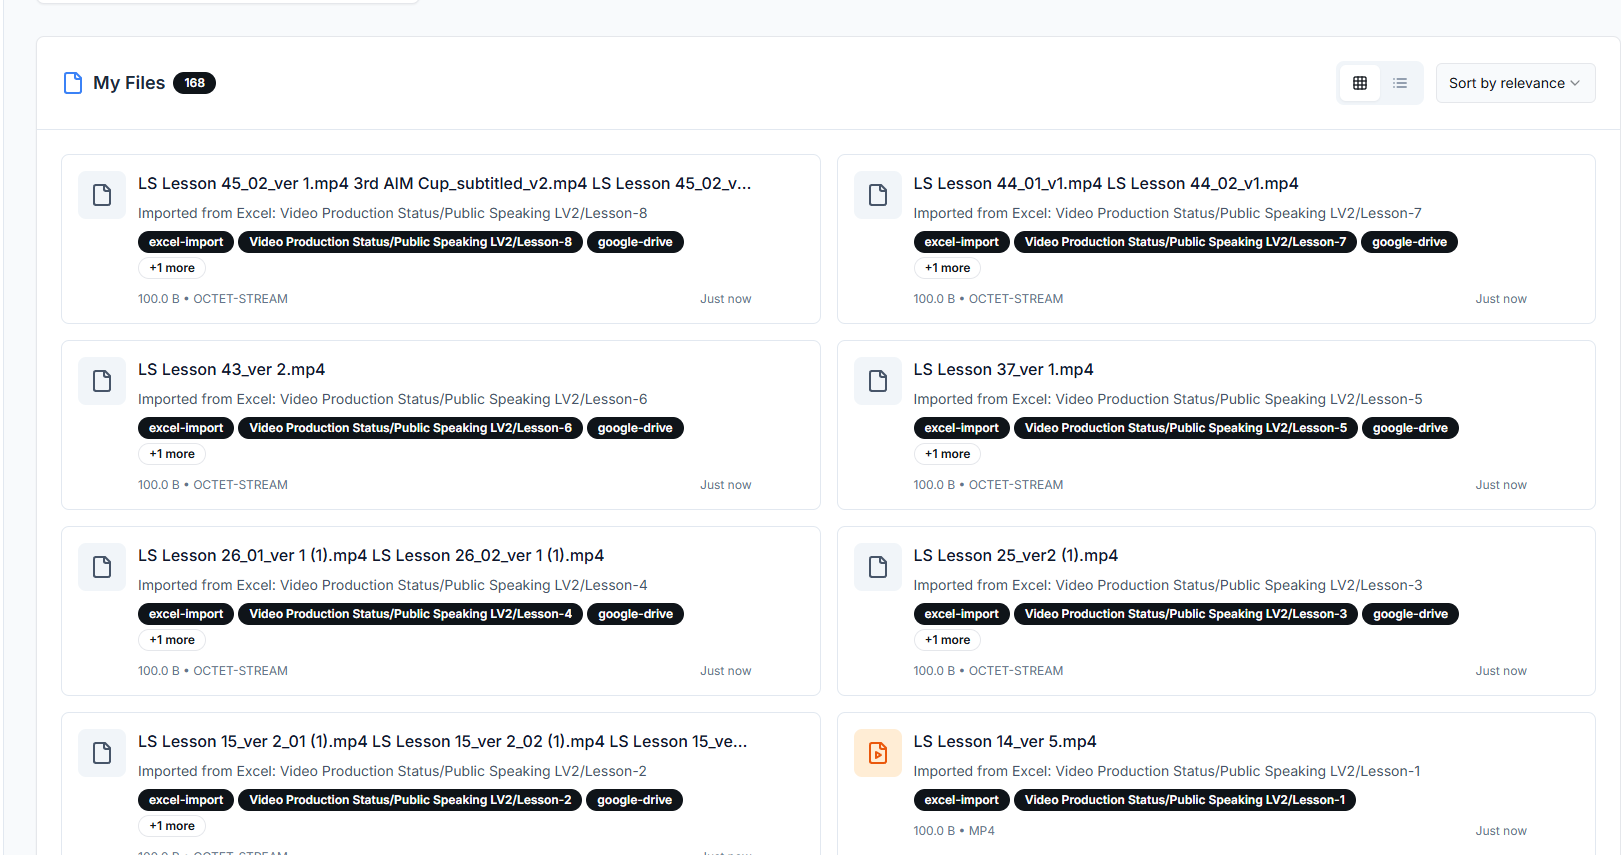 My Files 168
Sort by relevance
LS Lesson 45_02_ver 1.mp4 3rd AIM Cup_subtitled_v2.mp4 LS Lesson 45_02_v...
Imported from Excel: Video Production Status/Public Speaking LV2/Lesson-8
excel-import Video Production Status/Public Speaking LV2/Lesson-8 google-drive
+1 more
100.0 B • OCTET-STREAM Just now
LS Lesson 44_01_v1.mp4 LS Lesson 44_02_v1.mp4
Imported from Excel: Video Production Status/Public Speaking LV2/Lesson-7
excel-import Video Production Status/Public Speaking LV2/Lesson-7 google-drive
+1 more
100.0 B • OCTET-STREAM Just now
LS Lesson 43_ver 2.mp4
Imported from Excel: Video Production Status/Public Speaking LV2/Lesson-6
excel-import Video Production Status/Public Speaking LV2/Lesson-6 google-drive
+1 more
100.0 B • OCTET-STREAM Just now
LS Lesson 37_ver 1.mp4
Imported from Excel: Video Production Status/Public Speaking LV2/Lesson-5
excel-import Video Production Status/Public Speaking LV2/Lesson-5 google-drive
+1 more
100.0 B • OCTET-STREAM Just now
LS Lesson 26_01_ver 1 (1).mp4 LS Lesson 26_02_ver 1 (1).mp4
Imported from Excel: Video Production Status/Public Speaking LV2/Lesson-4
excel-import Video Production Status/Public Speaking LV2/Lesson-4 google-drive
+1 more
100.0 B • OCTET-STREAM Just now
LS Lesson 25_ver2 (1).mp4
Imported from Excel: Video Production Status/Public Speaking LV2/Lesson-3
excel-import Video Production Status/Public Speaking LV2/Lesson-3 google-drive
+1 more
100.0 B • OCTET-STREAM Just now
LS Lesson 15_ver 2_01 (1).mp4 LS Lesson 15_ver 2_02 (1).mp4 LS Lesson 15_ve...
Imported from Excel: Video Production Status/Public Speaking LV2/Lesson-2
excel-import Video Production Status/Public Speaking LV2/Lesson-2 google-drive
+1 more
100.0 B • OCTET-STREAM Just now
LS Lesson 14_ver 5.mp4
Imported from Excel: Video Production Status/Public Speaking LV2/Lesson-1
excel-import Video Production Status/Public Speaking LV2/Lesson-1
100.0 B • MP4 Just now